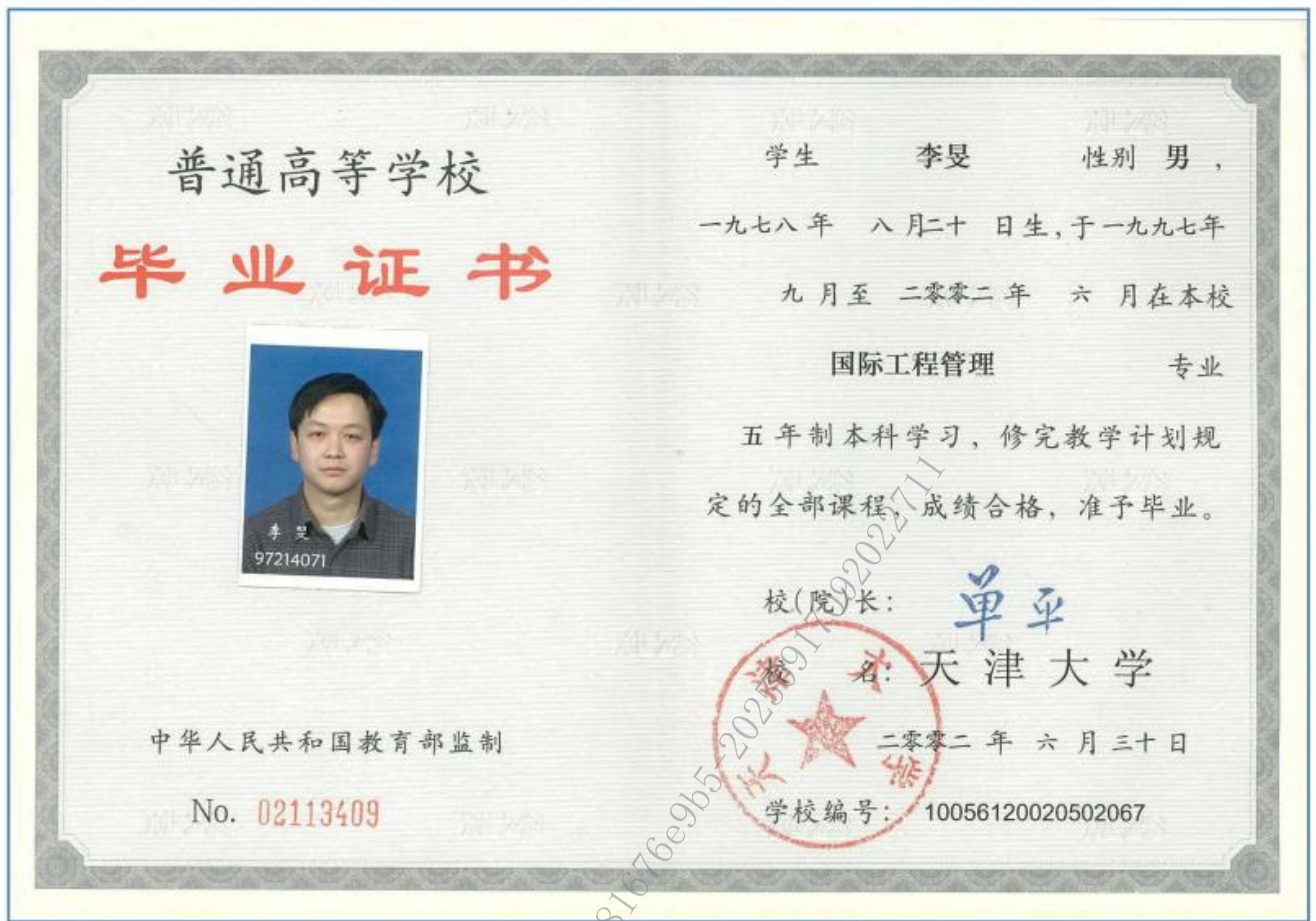 普通高等学校
毕业证书
李旻
97214071
中华人民共和国教育部监制
No. 02113409
学生 李旻 性别 男，
一九七八年 八月二十 日生，于一九九七年
九月至 二零零二年 六 月在本校
国际工程管理 专业
五年制本科学习，修完教学计划规
定的全部课程，成绩合格，准予毕业。
校(院)长： 单平
校 名：天津大学
二零零二 年 六 月 三十 日
学校编号： 100561200205020​67
天津大学